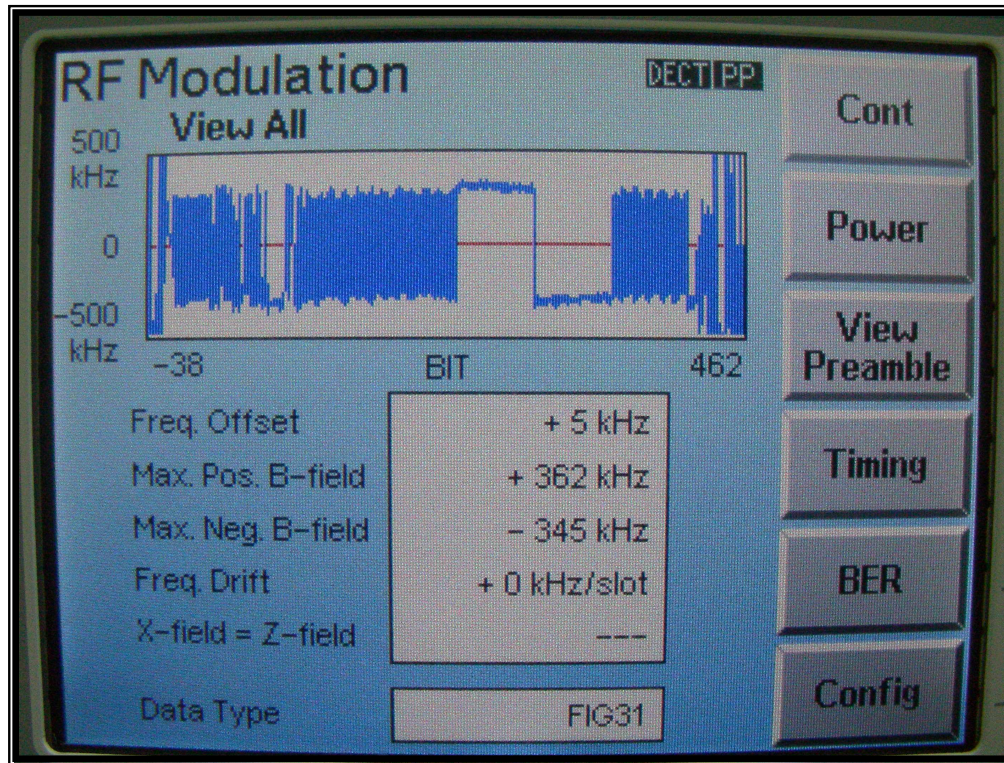 RF Modulation
DECT PP
View All
500
kHz
0
-500
kHz
-38
BIT
462
Freq. Offset
+ 5 kHz
Max. Pos. B-field
+ 362 kHz
Max. Neg. B-field
- 345 kHz
Freq. Drift
+ 0 kHz/slot
X-field = Z-field
---
Data Type
FIG31
Cont
Power
View
Preamble
Timing
BER
Config